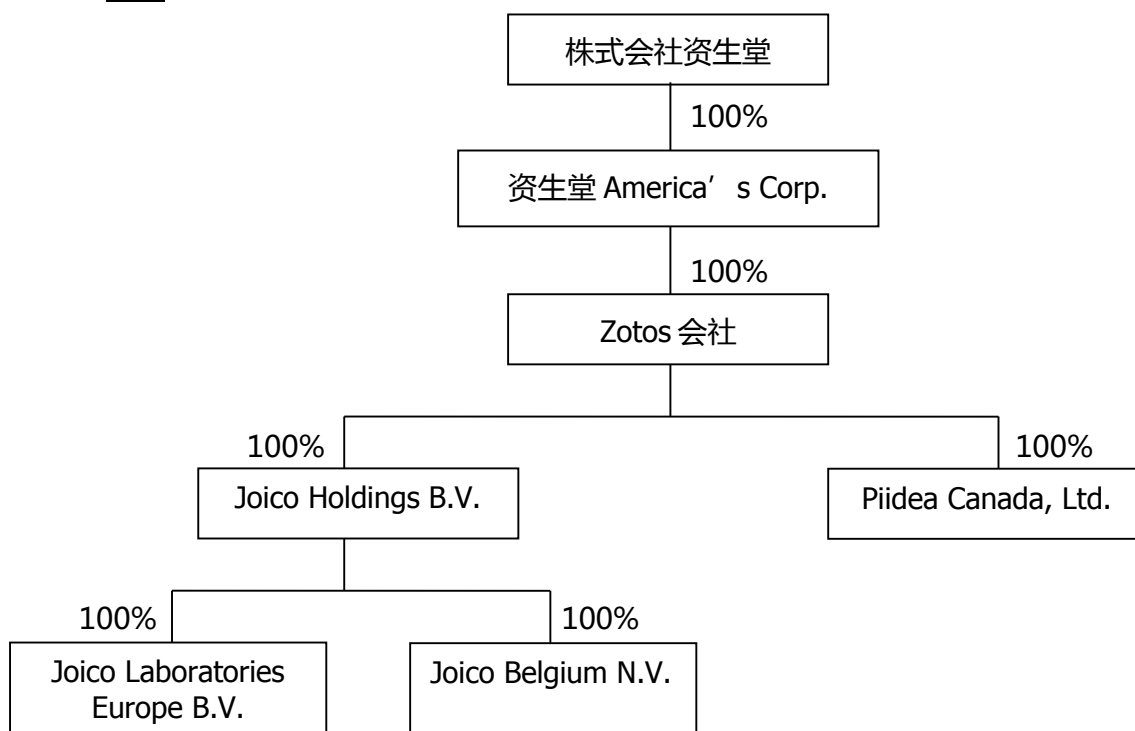 株式会社资生堂
100%
资生堂 America’s Corp.
100%
Zotos 会社
100%
100%
Joico Holdings B.V.
Piidea Canada, Ltd.
100%
100%
Joico Laboratories
Europe B.V.
Joico Belgium N.V.